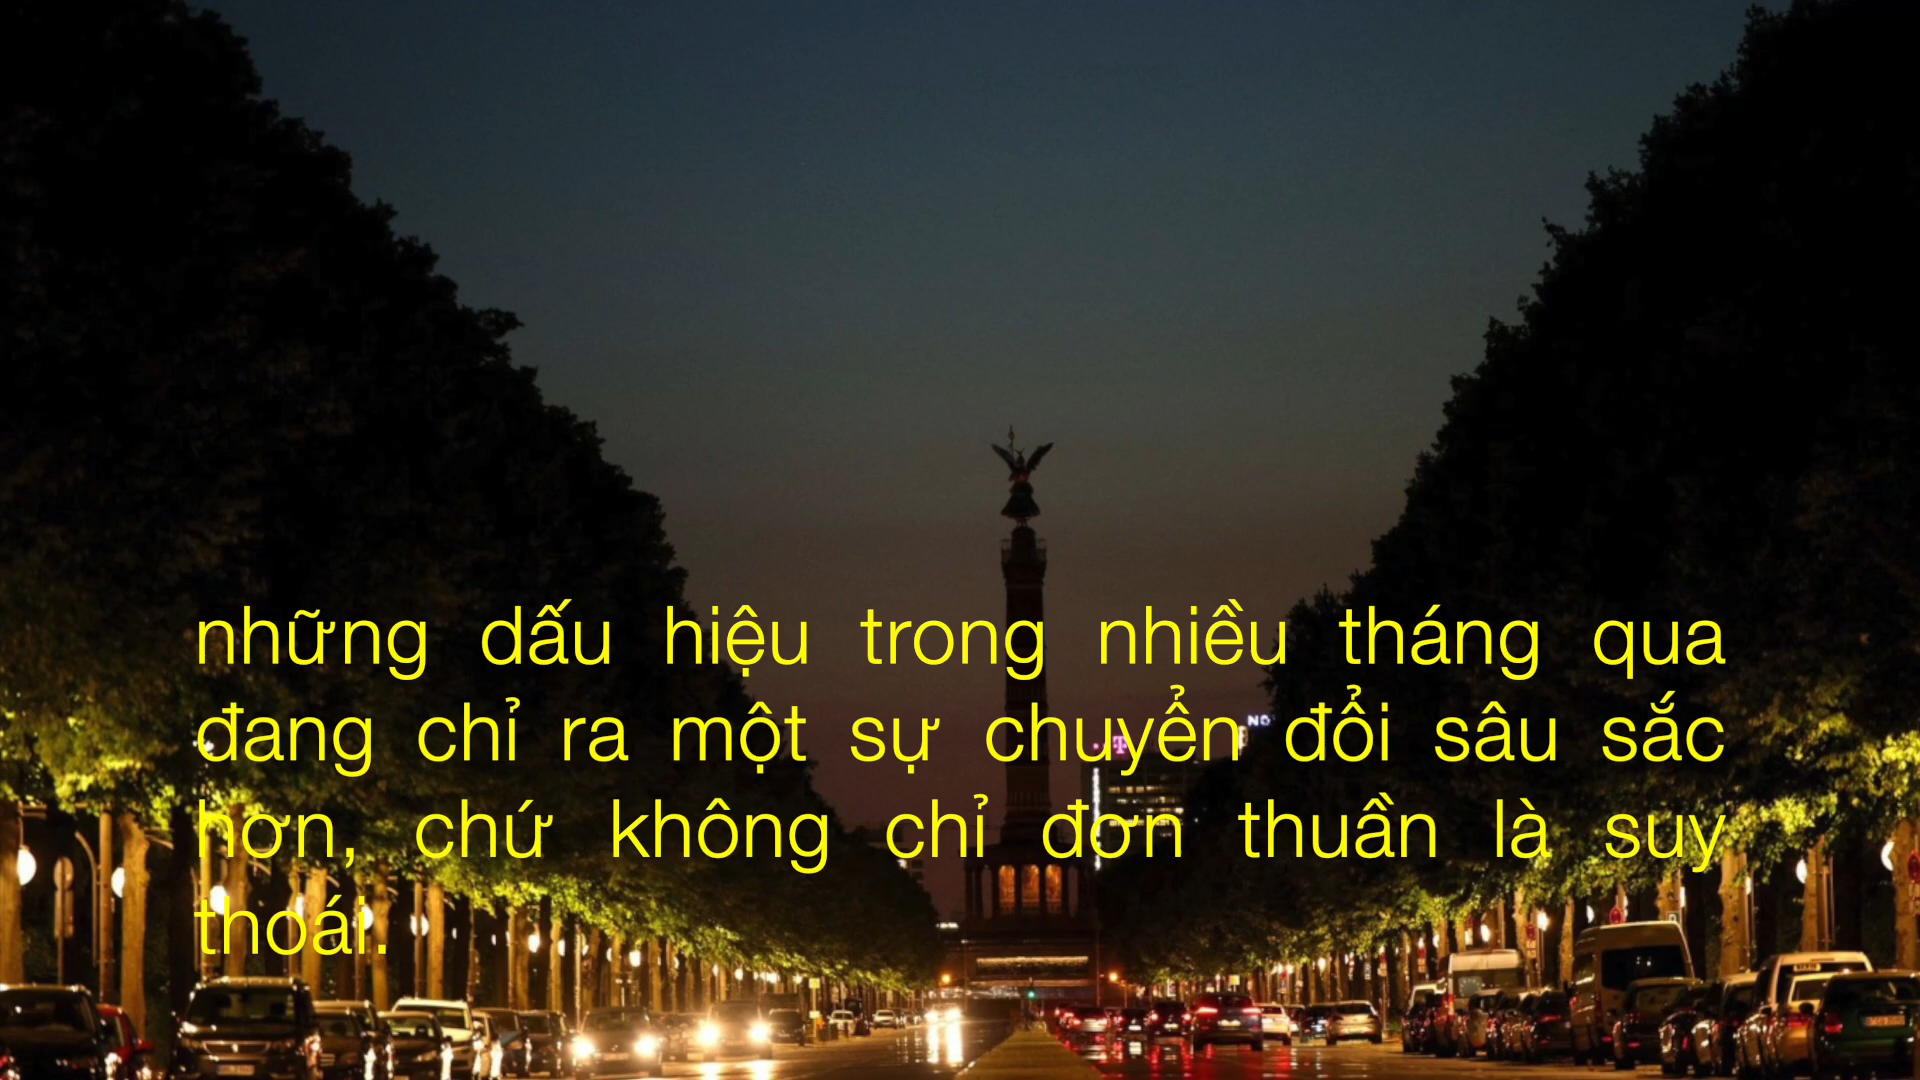 những dấu hiệu trong nhiều tháng qua
đang chỉ ra một sự chuyển đổi sâu sắc
hơn, chứ không chỉ đơn thuần là suy
thoái.